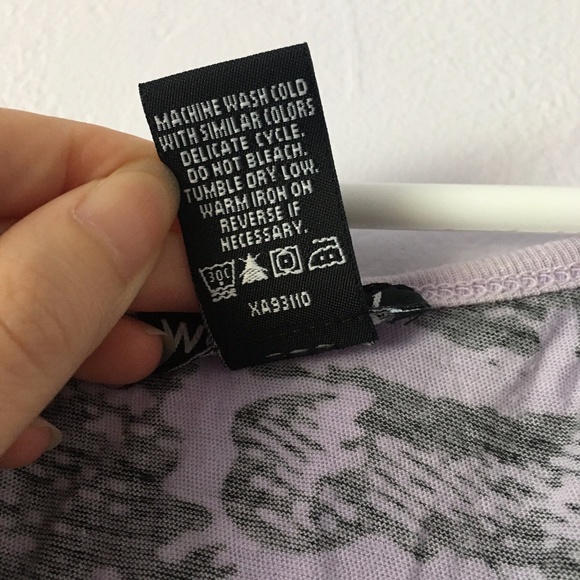 MACHINE WASH COLD
WITH SIMILAR COLORS
DELICATE CYCLE.
DO NOT BLEACH.
TUMBLE DRY LOW.
WARM IRON ON
REVERSE IF
NECESSARY.
30C
XA93110
W